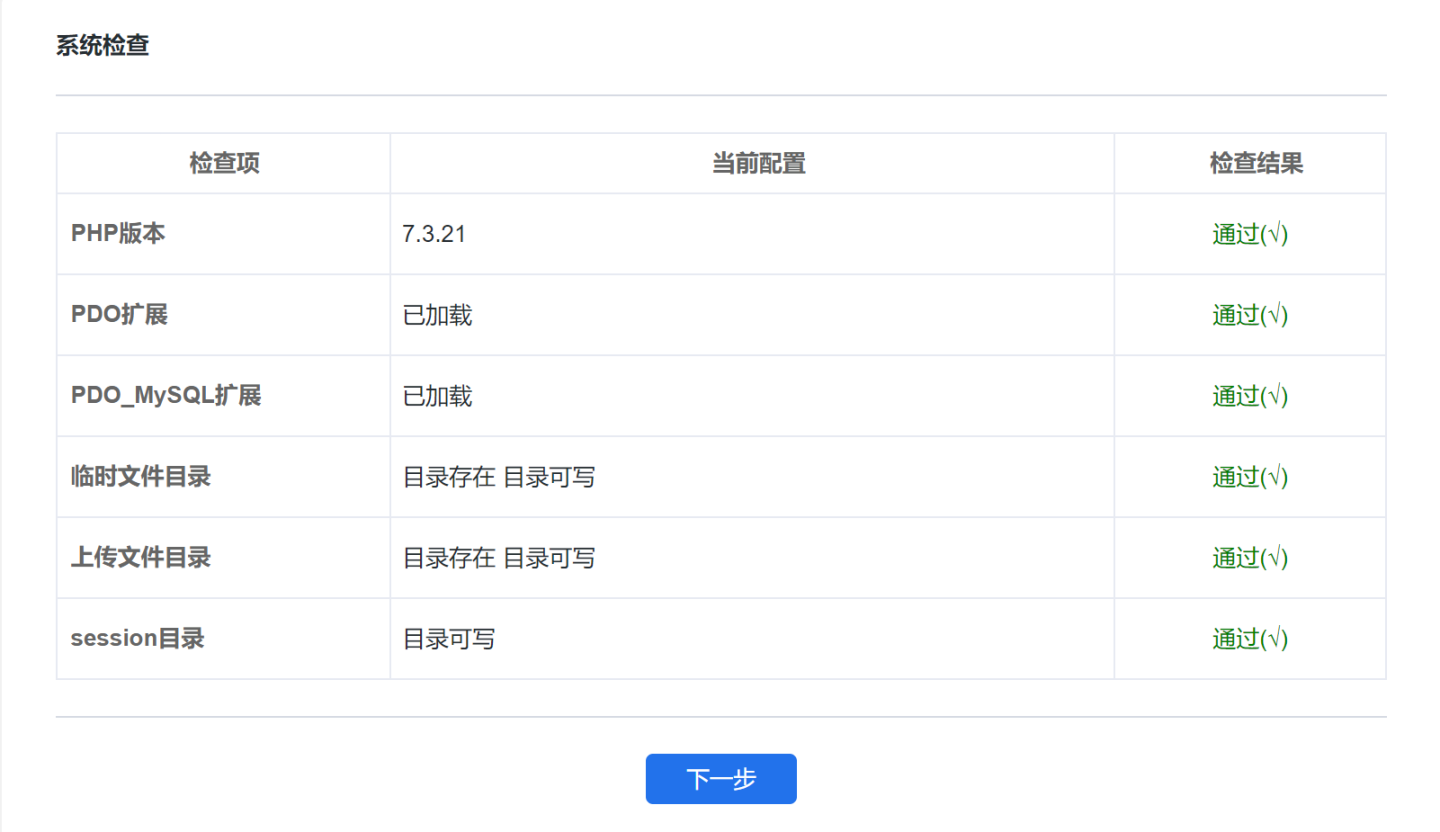 系统检查
检查项 当前配置 检查结果
PHP版本 7.3.21 通过(√)
PDO扩展 已加载 通过(√)
PDO_MySQL扩展 已加载 通过(√)
临时文件目录 目录存在 目录可写 通过(√)
上传文件目录 目录存在 目录可写 通过(√)
session目录 目录可写 通过(√)
下一步